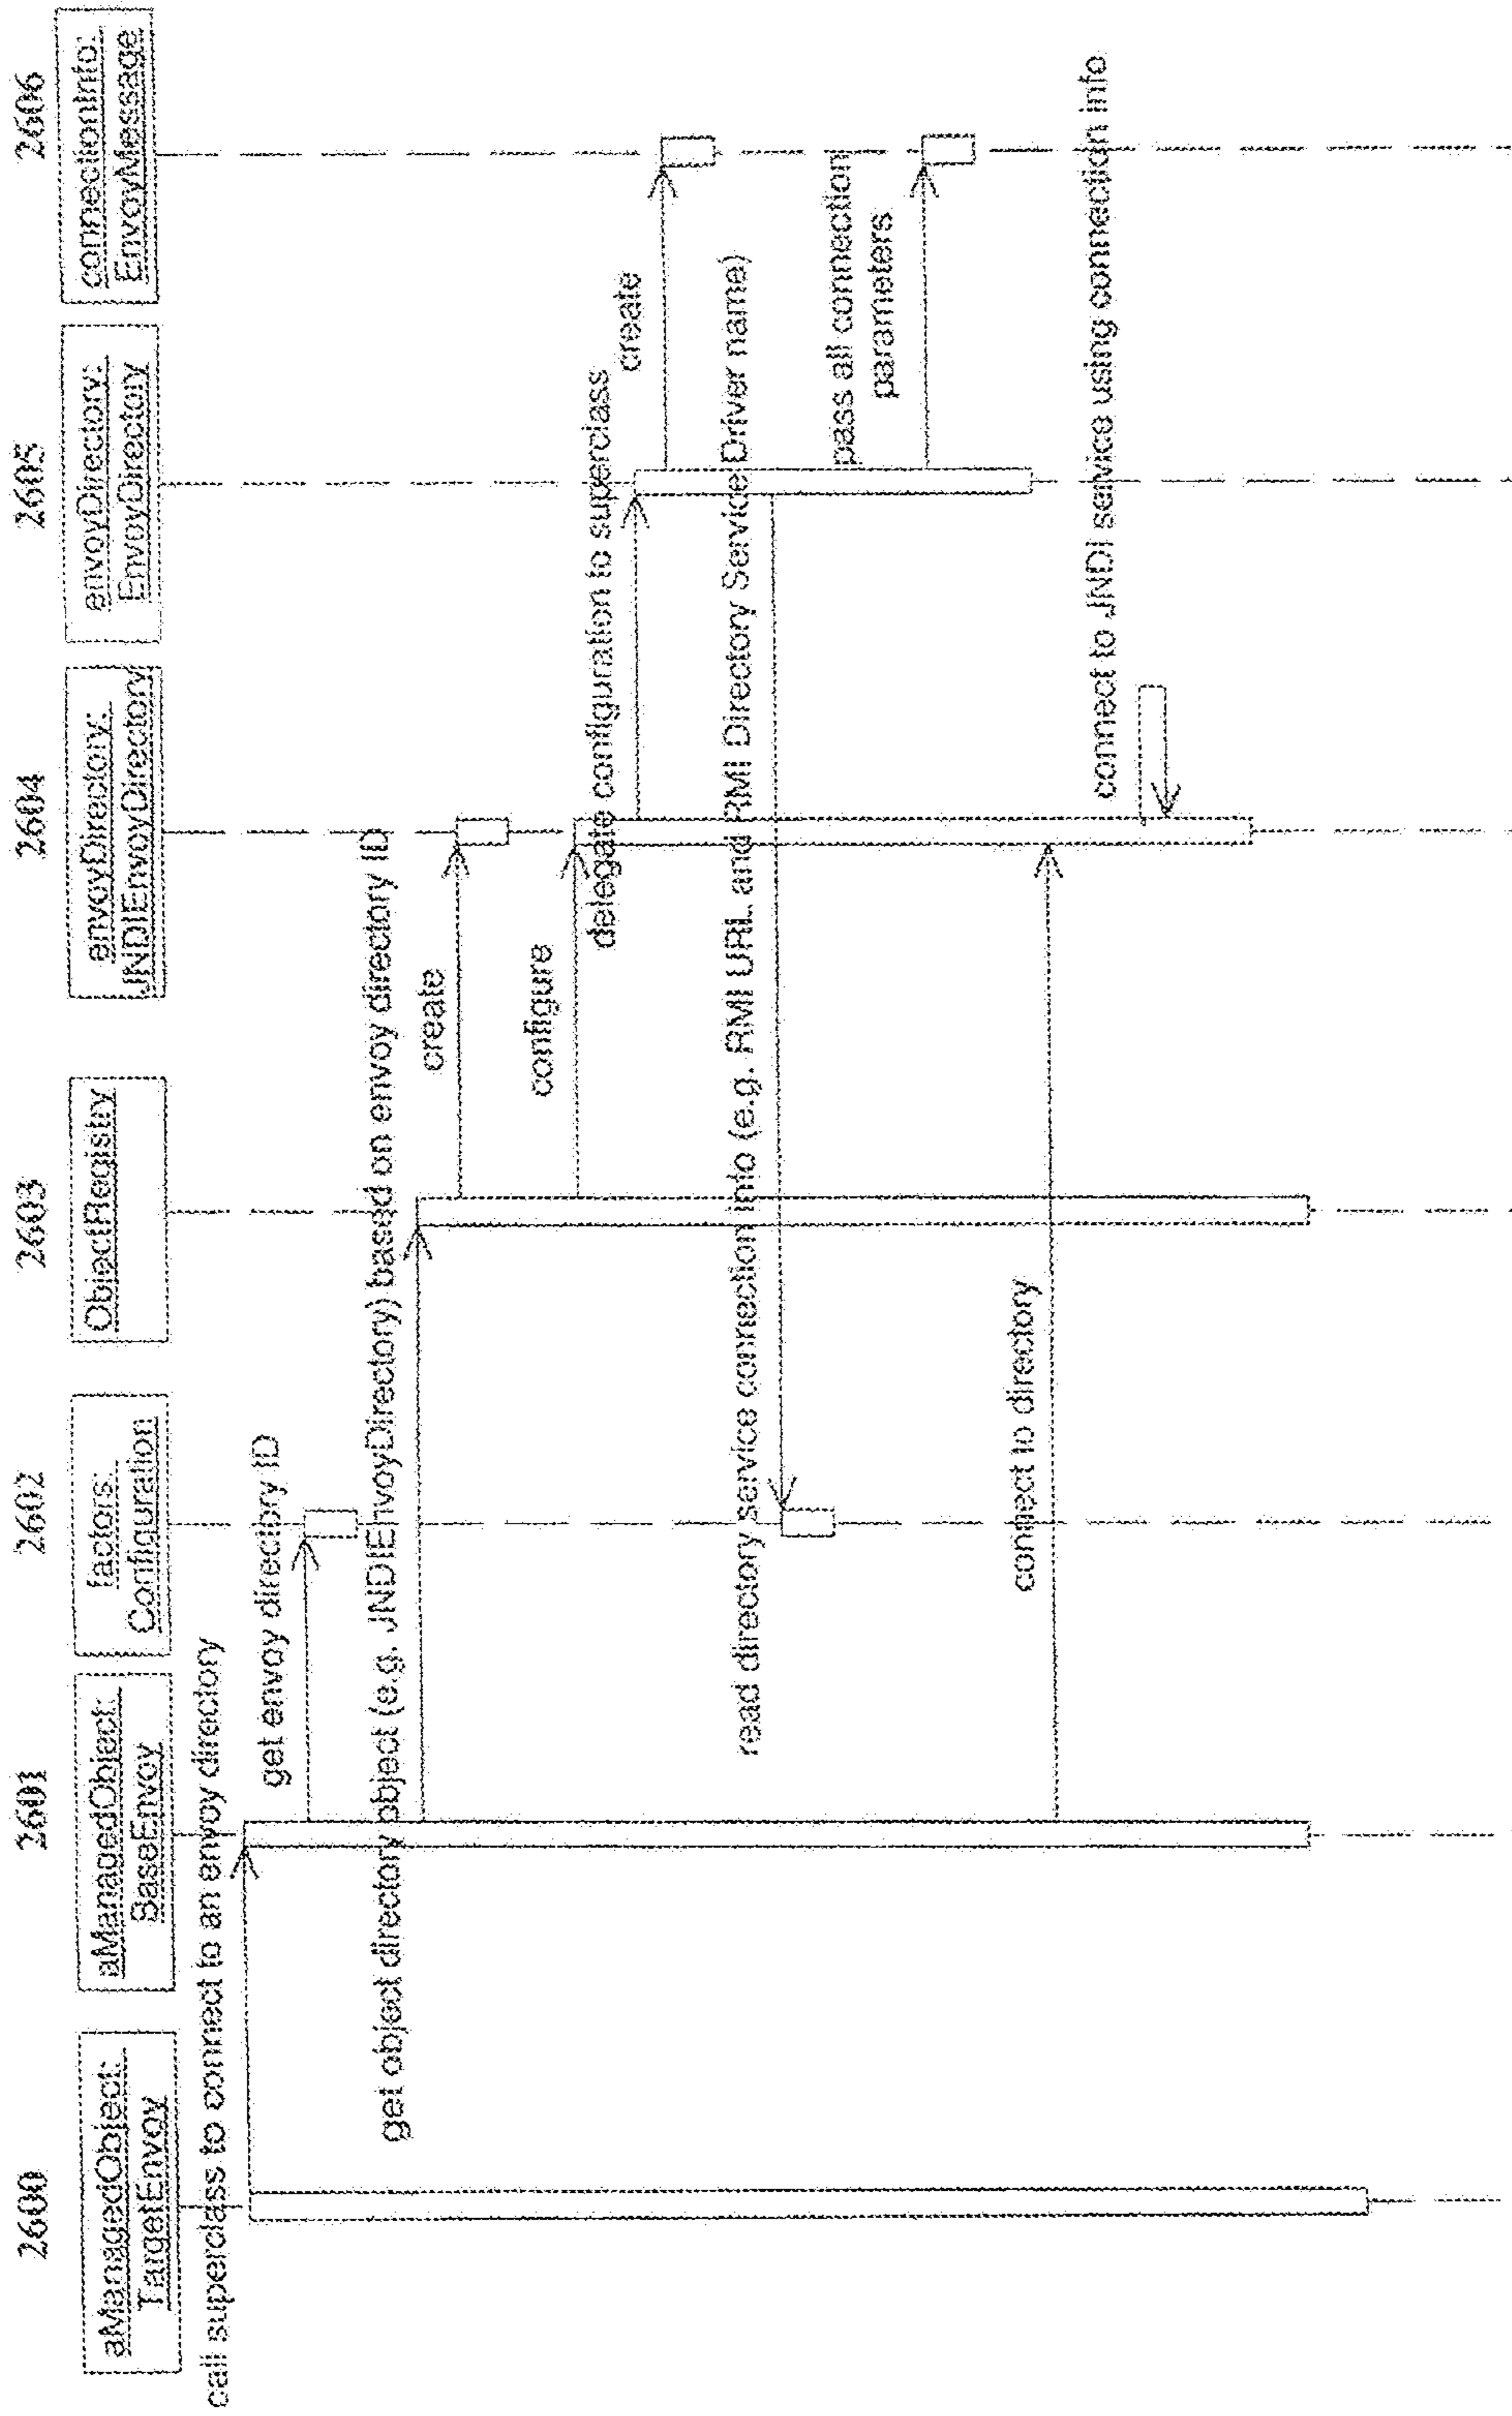 2600
2601
2602
2603
2604
2605
2606
aManagedObject:
TargetEnvoy
aManagedObject:
BaseEnvoy
factors:
Configuration
ObjectRegistry
envoyDirectory:
JNDIEnvoyDirectory
envoyDirectory:
EnvoyDirectory
connectionInfo:
EnvoyMessage
call superclass to connect to an envoy directory
get envoy directory ID
get object directory object (e.g. JNDIEnvoyDirectory) based on envoy directory ID
create
configure
delegate configuration to superclass
create
read directory service connection into (e.g. RMI URL and RMI Directory Service Driver name)
pass all connection
parameters
connect to directory
connect to JNDI service using connection info